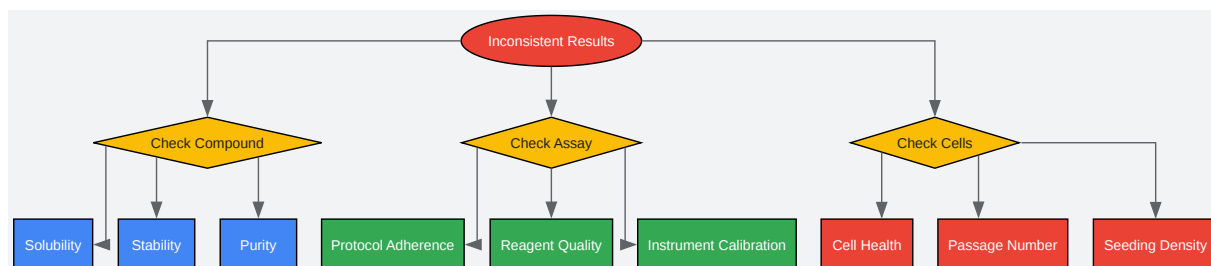 Inconsistent Results
Check Compound
Check Assay
Check Cells
Solubility
Stability
Purity
Protocol Adherence
Reagent Quality
Instrument Calibration
Cell Health
Passage Number
Seeding Density